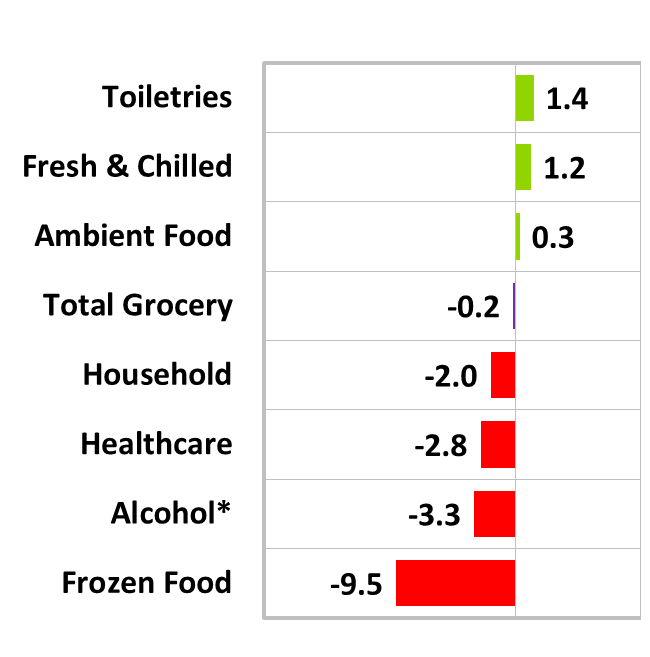 Toiletries 1.4
Fresh & Chilled 1.2
Ambient Food 0.3
Total Grocery -0.2
Household -2.0
Healthcare -2.8
Alcohol* -3.3
Frozen Food -9.5